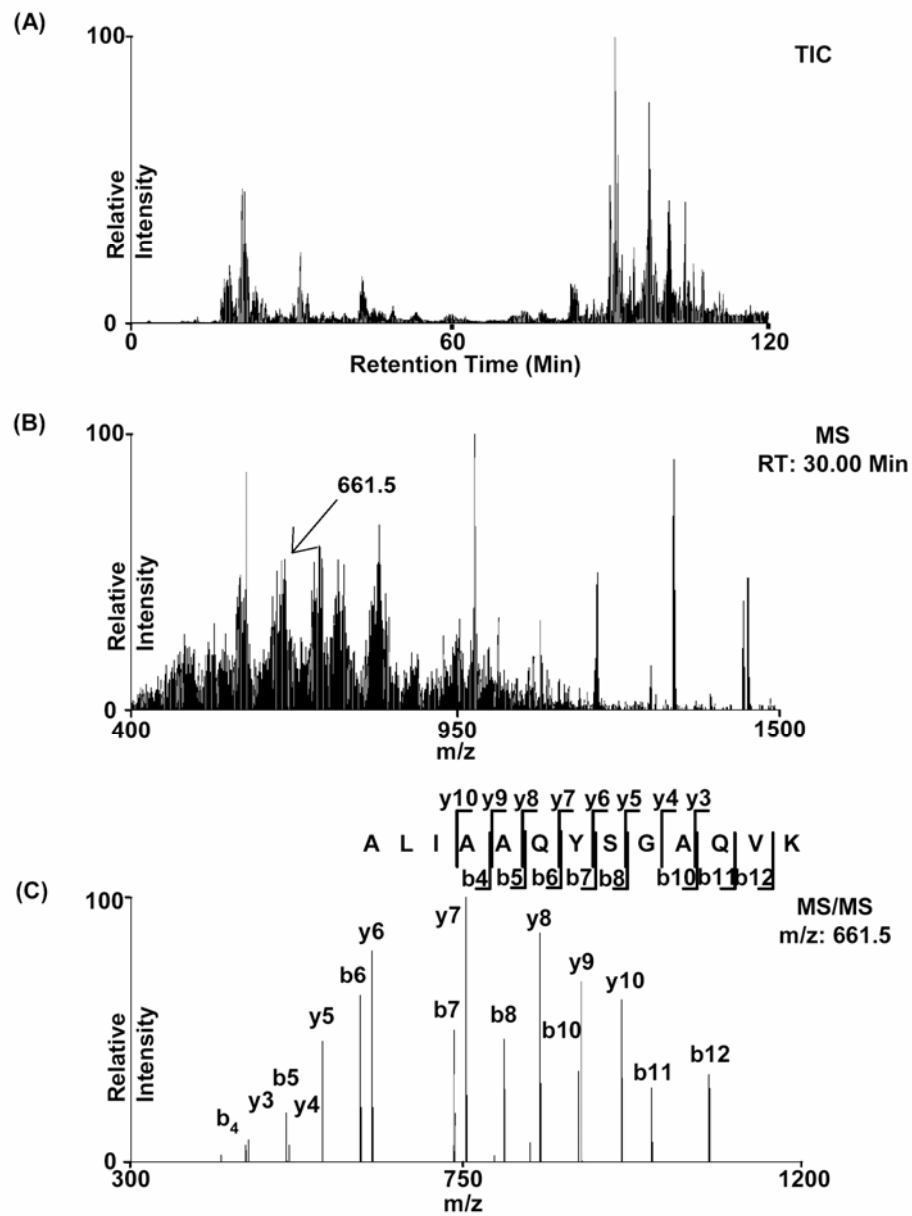 (A)
100
TIC
Relative
Intensity
0
0 60 120
Retention Time (Min)
(B)
100
MS
RT: 30.00 Min
661.5
Relative
Intensity
0
400 950 1500
m/z
y10 y9 y8 y7 y6 y5 y4 y3
A L I A A Q Y S G A Q V K
b4 b5 b6 b7 b8 b10 b11 b12
(C)
100
MS/MS
m/z: 661.5
y7
y8
y6
y9
b6
y10
y5
b7
b8
b10
b12
b5
b11
y3
y4
b4
Relative
Intensity
0
300 750 1200
m/z